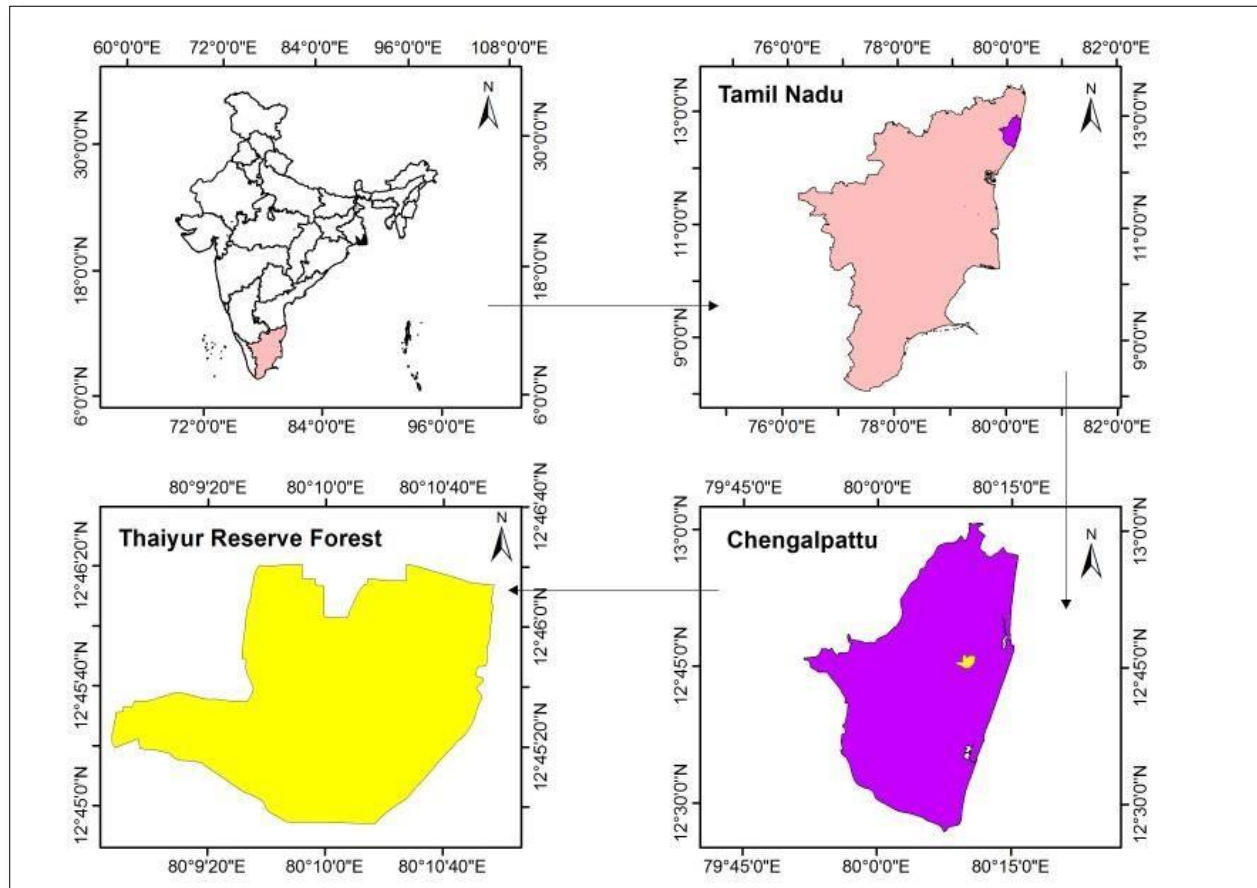 60°0'0"E 72°0'0"E 84°0'0"E 96°0'0"E 108°0'0"E
N
30°0'0"N
18°0'0"N
6°0'0"N
30°0'0"N
18°0'0"N
6°0'0"N
72°0'0"E 84°0'0"E 96°0'0"E
76°0'0"E 78°0'0"E 80°0'0"E 82°0'0"E
Tamil Nadu
N
13°0'0"N
11°0'0"N
9°0'0"N
13°0'0"N
11°0'0"N
9°0'0"N
76°0'0"E 78°0'0"E 80°0'0"E 82°0'0"E
80°9'20"E 80°10'0"E 80°10'40"E
Thaiyur Reserve Forest
N
12°46'20"N
12°45'40"N
12°45'0"N
12°46'40"N
12°46'0"N
12°45'20"N
80°9'20"E 80°10'0"E 80°10'40"E
79°45'0"E 80°0'0"E 80°15'0"E
Chengalpattu
N
13°0'0"N
12°45'0"N
12°30'0"N
13°0'0"N
12°45'0"N
12°30'0"N
79°45'0"E 80°0'0"E 80°15'0"E